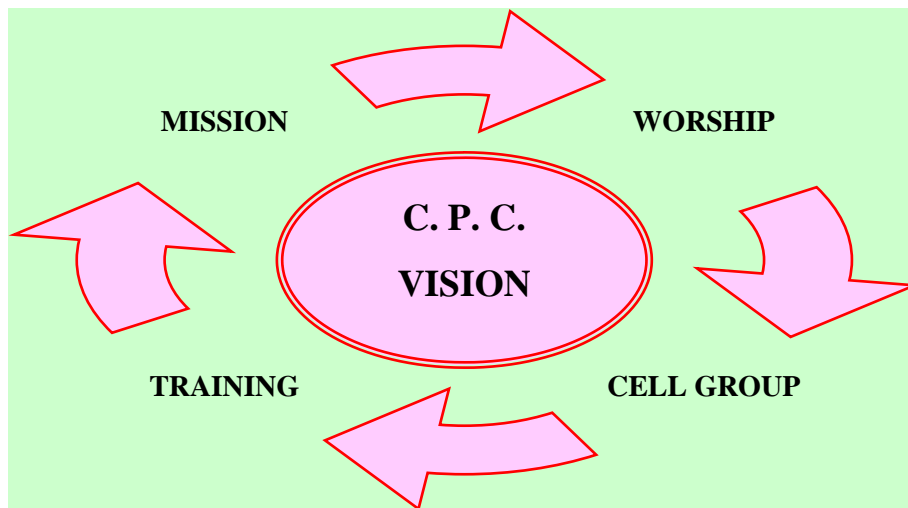 MISSION
WORSHIP
C. P. C.
VISION
TRAINING
CELL GROUP